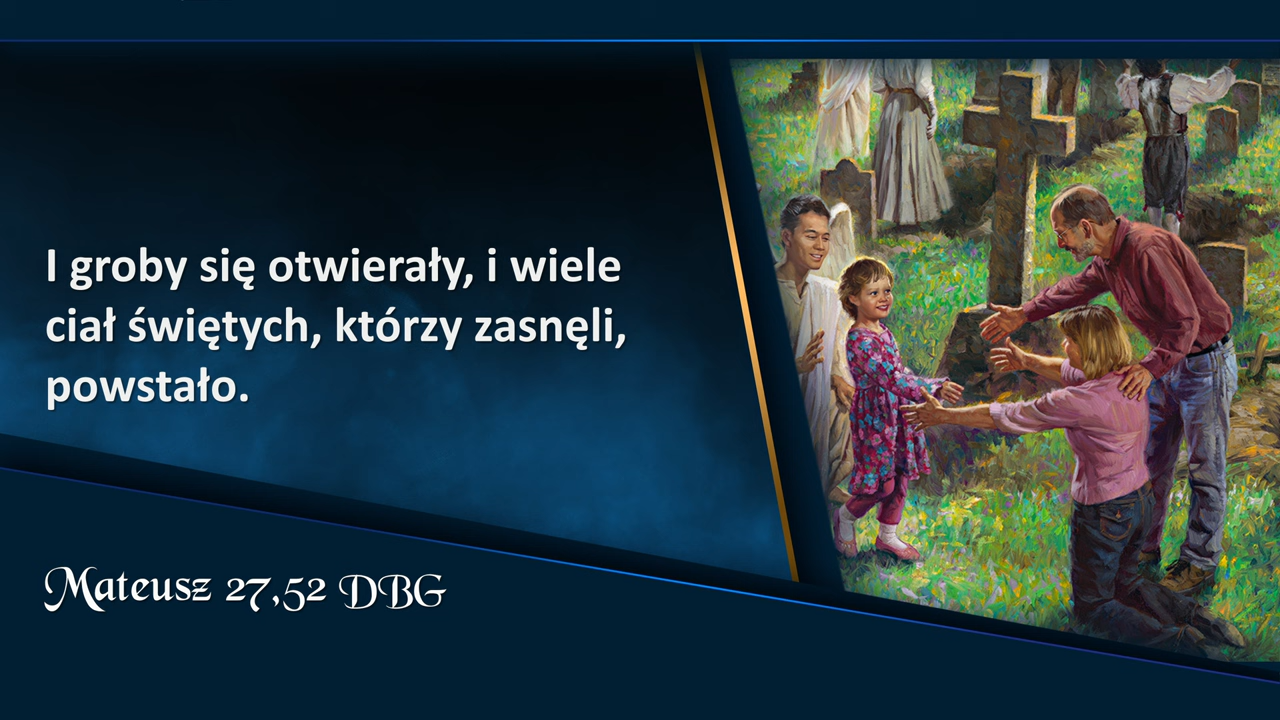 I groby się otwierały, i wiele
ciał świętych, którzy zasnęli,
powstało.
Mateusz 27,52 DBG